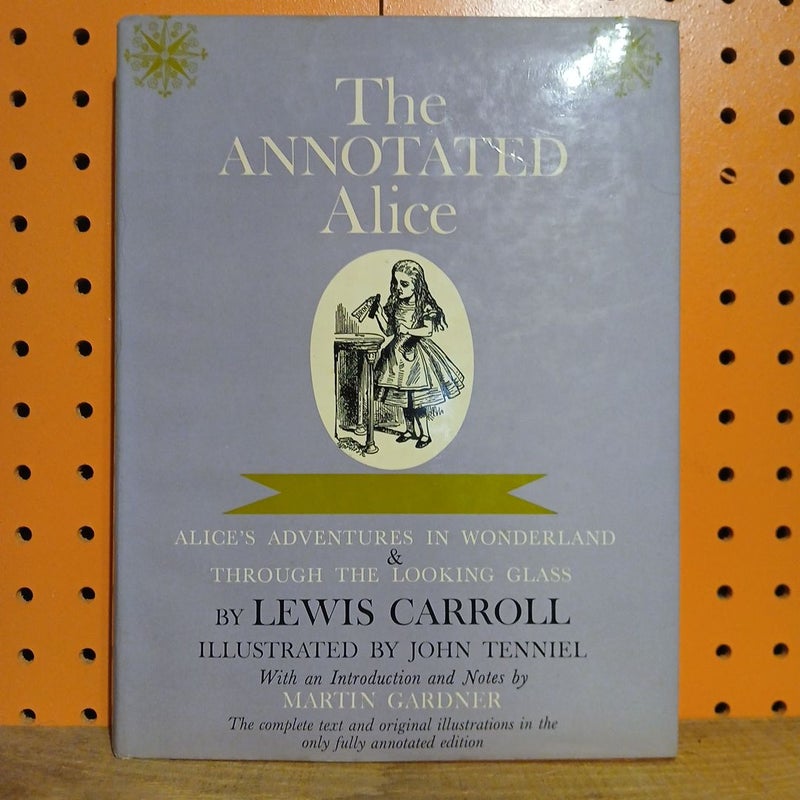 The
ANNOTATED
Alice
ALICE'S ADVENTURES IN WONDERLAND
&
THROUGH THE LOOKING GLASS
BY LEWIS CARROLL
ILLUSTRATED BY JOHN TENNIEL
With an Introduction and Notes by
MARTIN GARDNER
The complete text and original illustrations in the
only fully annotated edition